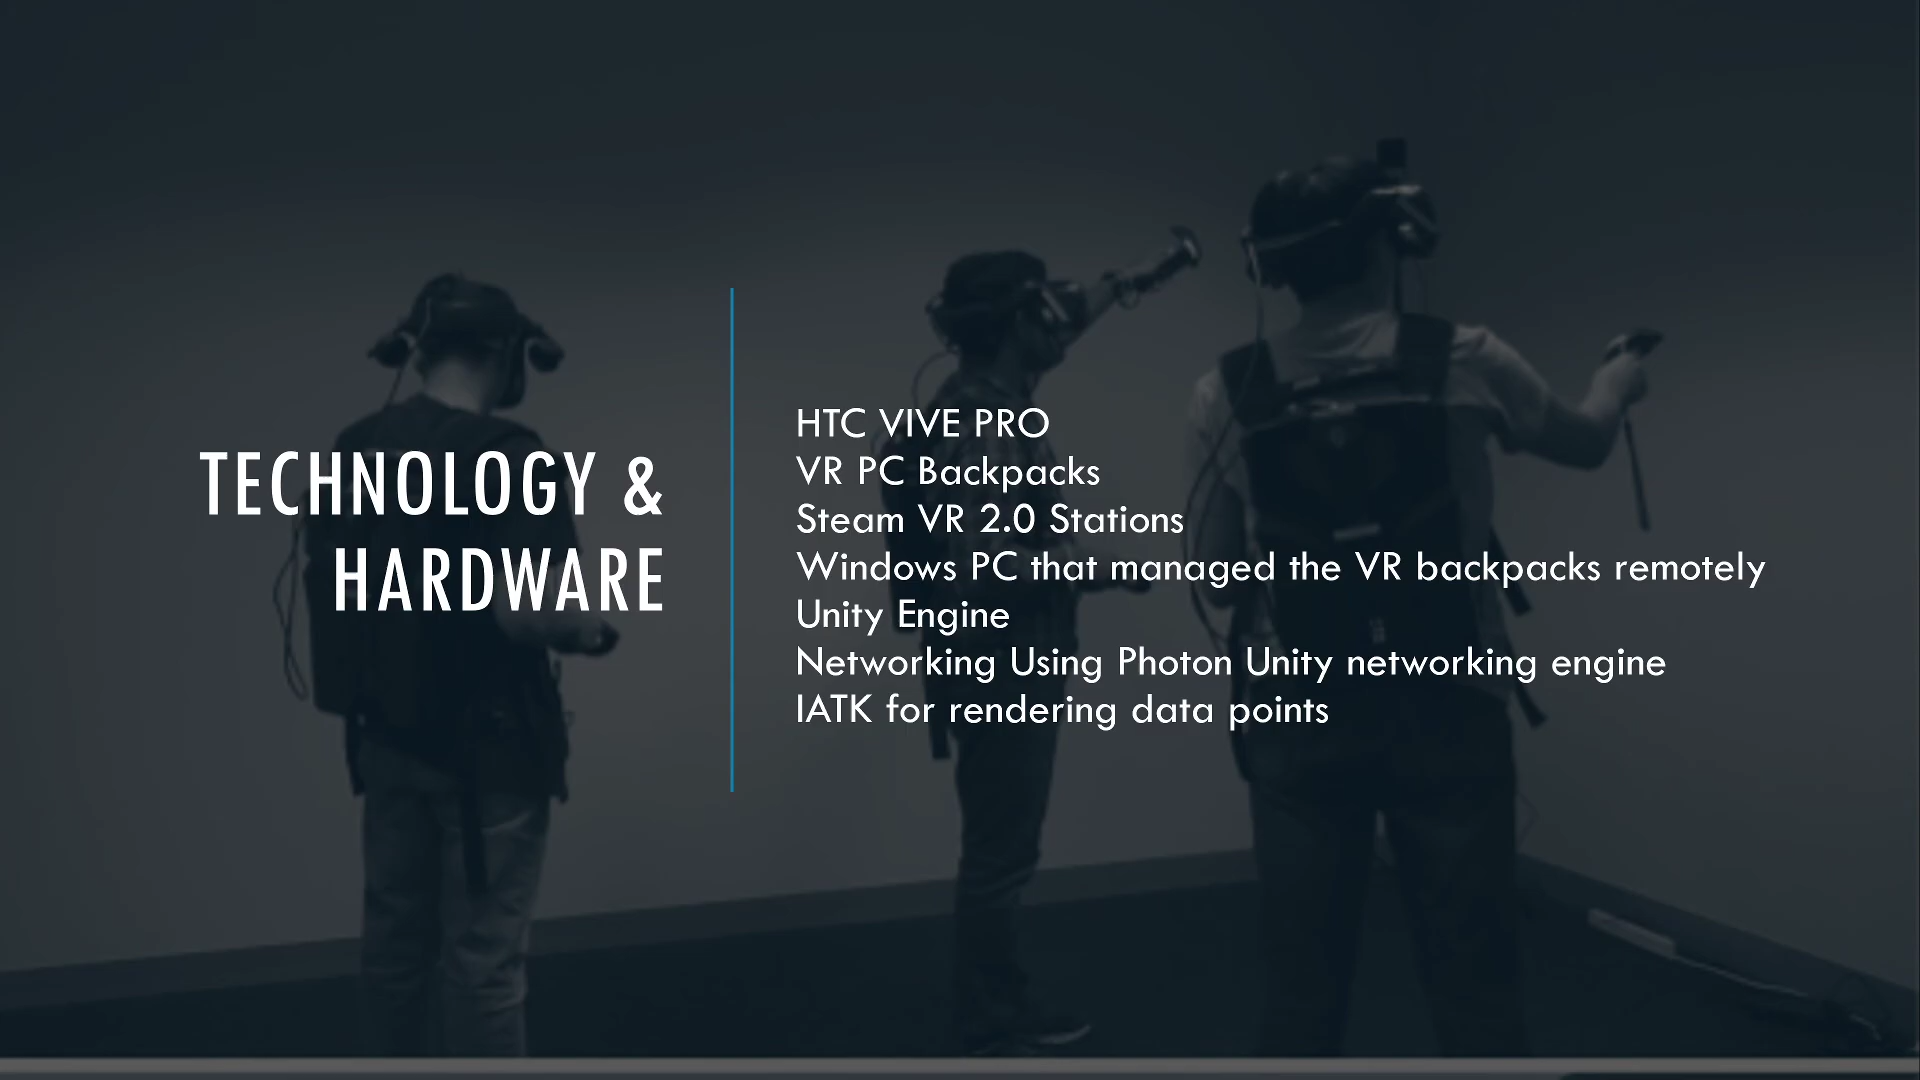 TECHNOLOGY &
HARDWARE
HTC VIVE PRO
VR PC Backpacks
Steam VR 2.0 Stations
Windows PC that managed the VR backpacks remotely
Unity Engine
Networking Using Photon Unity networking engine
IATK for rendering data points